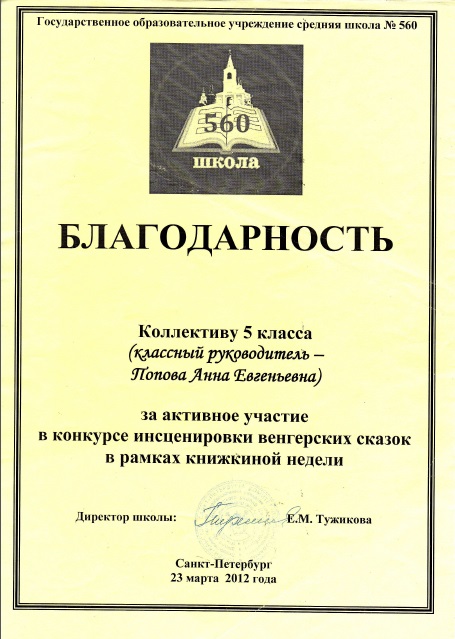 Государственное образовательное учреждение средняя школа № 560
560
школа
БЛАГОДАРНОСТЬ
Коллективу 5 класса
(классный руководитель –
Попова Анна Евгеньевна)
за активное участие
в конкурсе инсценировки венгерских сказок
в рамках книжкиной недели
Директор школы: Е.М. Тужикова
Санкт-Петербург
23 марта 2012 года